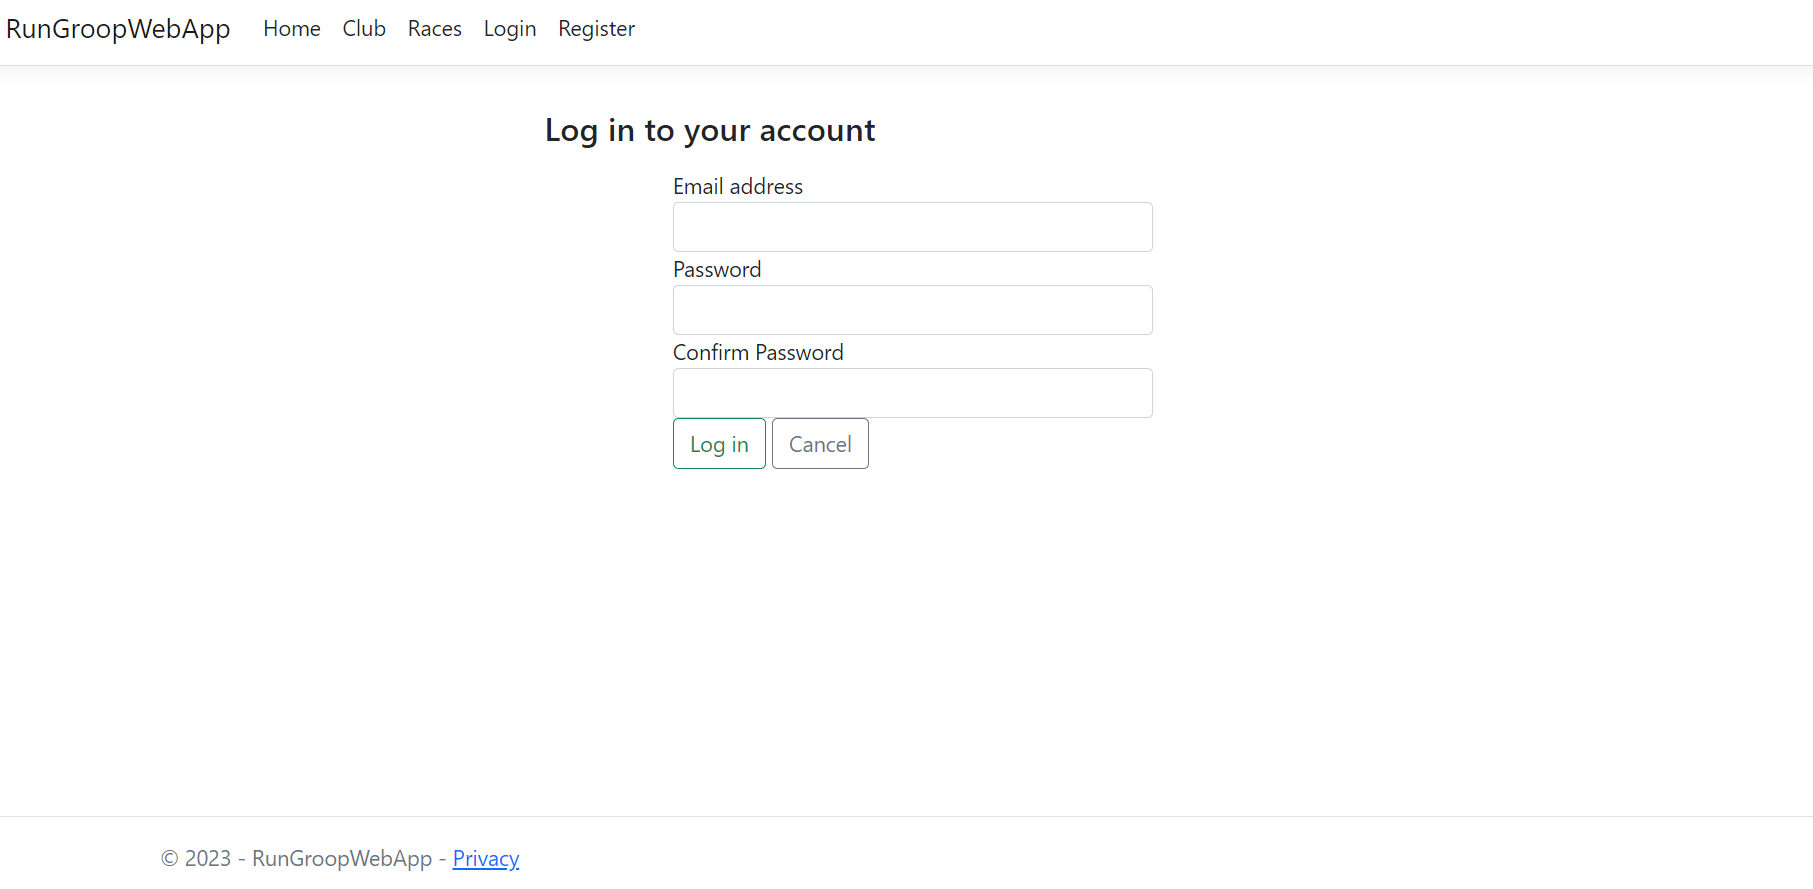 RunGroopWebApp Home Club Races Login Register
Log in to your account
Email address
Password
Confirm Password
Log in Cancel
© 2023 - RunGroopWebApp - Privacy